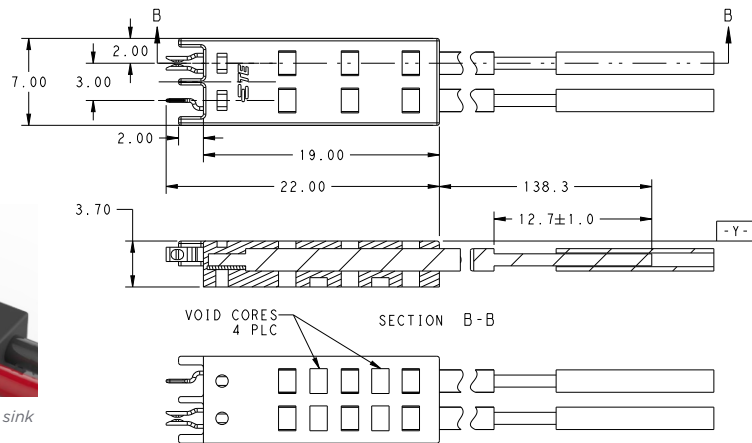 B
B
2.00
7.00
3.00
TE
2.00
19.00
22.00
138.3
3.70
12.7±1.0
-Y-
VOID CORES
4 PLC
SECTION B-B
sink